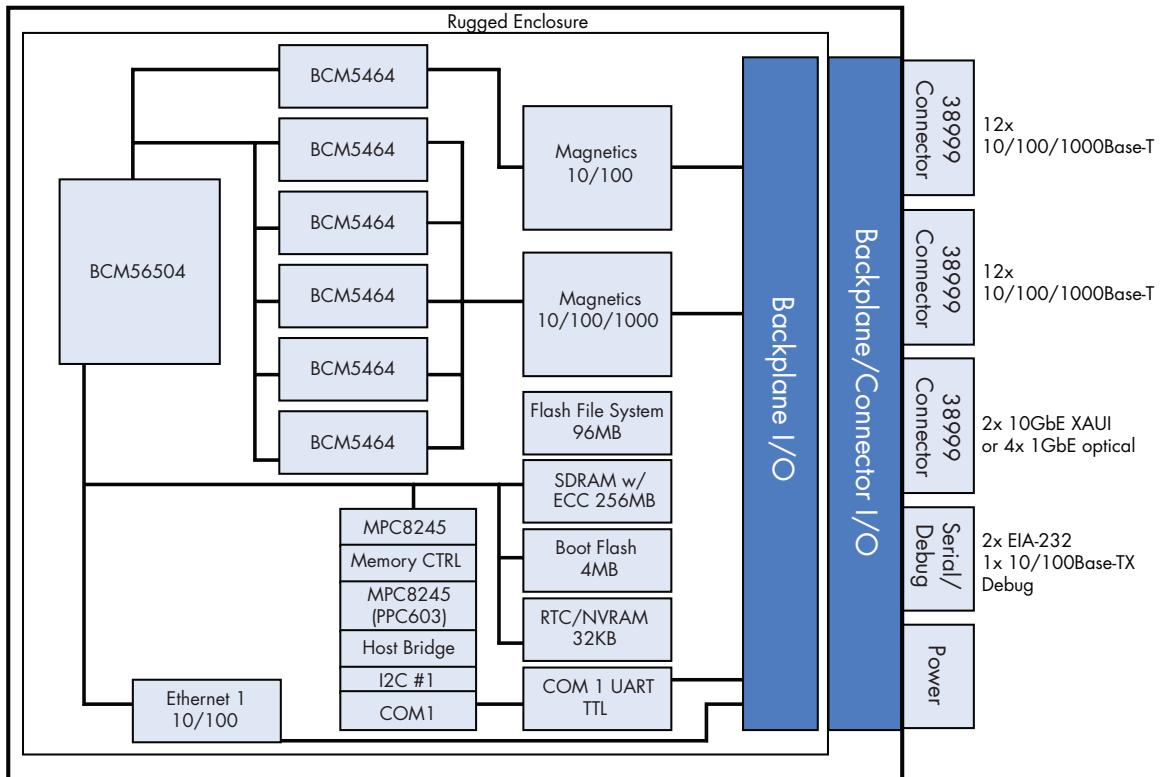 Rugged Enclosure
BCM56504
BCM5464
BCM5464
BCM5464
BCM5464
BCM5464
BCM5464
Magnetics
10/100
Magnetics
10/100/1000
Flash File System
96MB
SDRAM w/
ECC 256MB
Boot Flash
4MB
RTC/NVRAM
32KB
COM 1 UART
TTL
MPC8245
Memory CTRL
MPC8245
(PPC603)
Host Bridge
I2C #1
COM1
Ethernet 1
10/100
Backplane I/O
Backplane/Connector I/O
38999
Connector
12x
10/100/1000Base-T
38999
Connector
12x
10/100/1000Base-T
38999
Connector
2x 10GbE XAUI
or 4x 1GbE optical
Serial/
Debug
2x EIA-232
1x 10/100Base-TX
Debug
Power